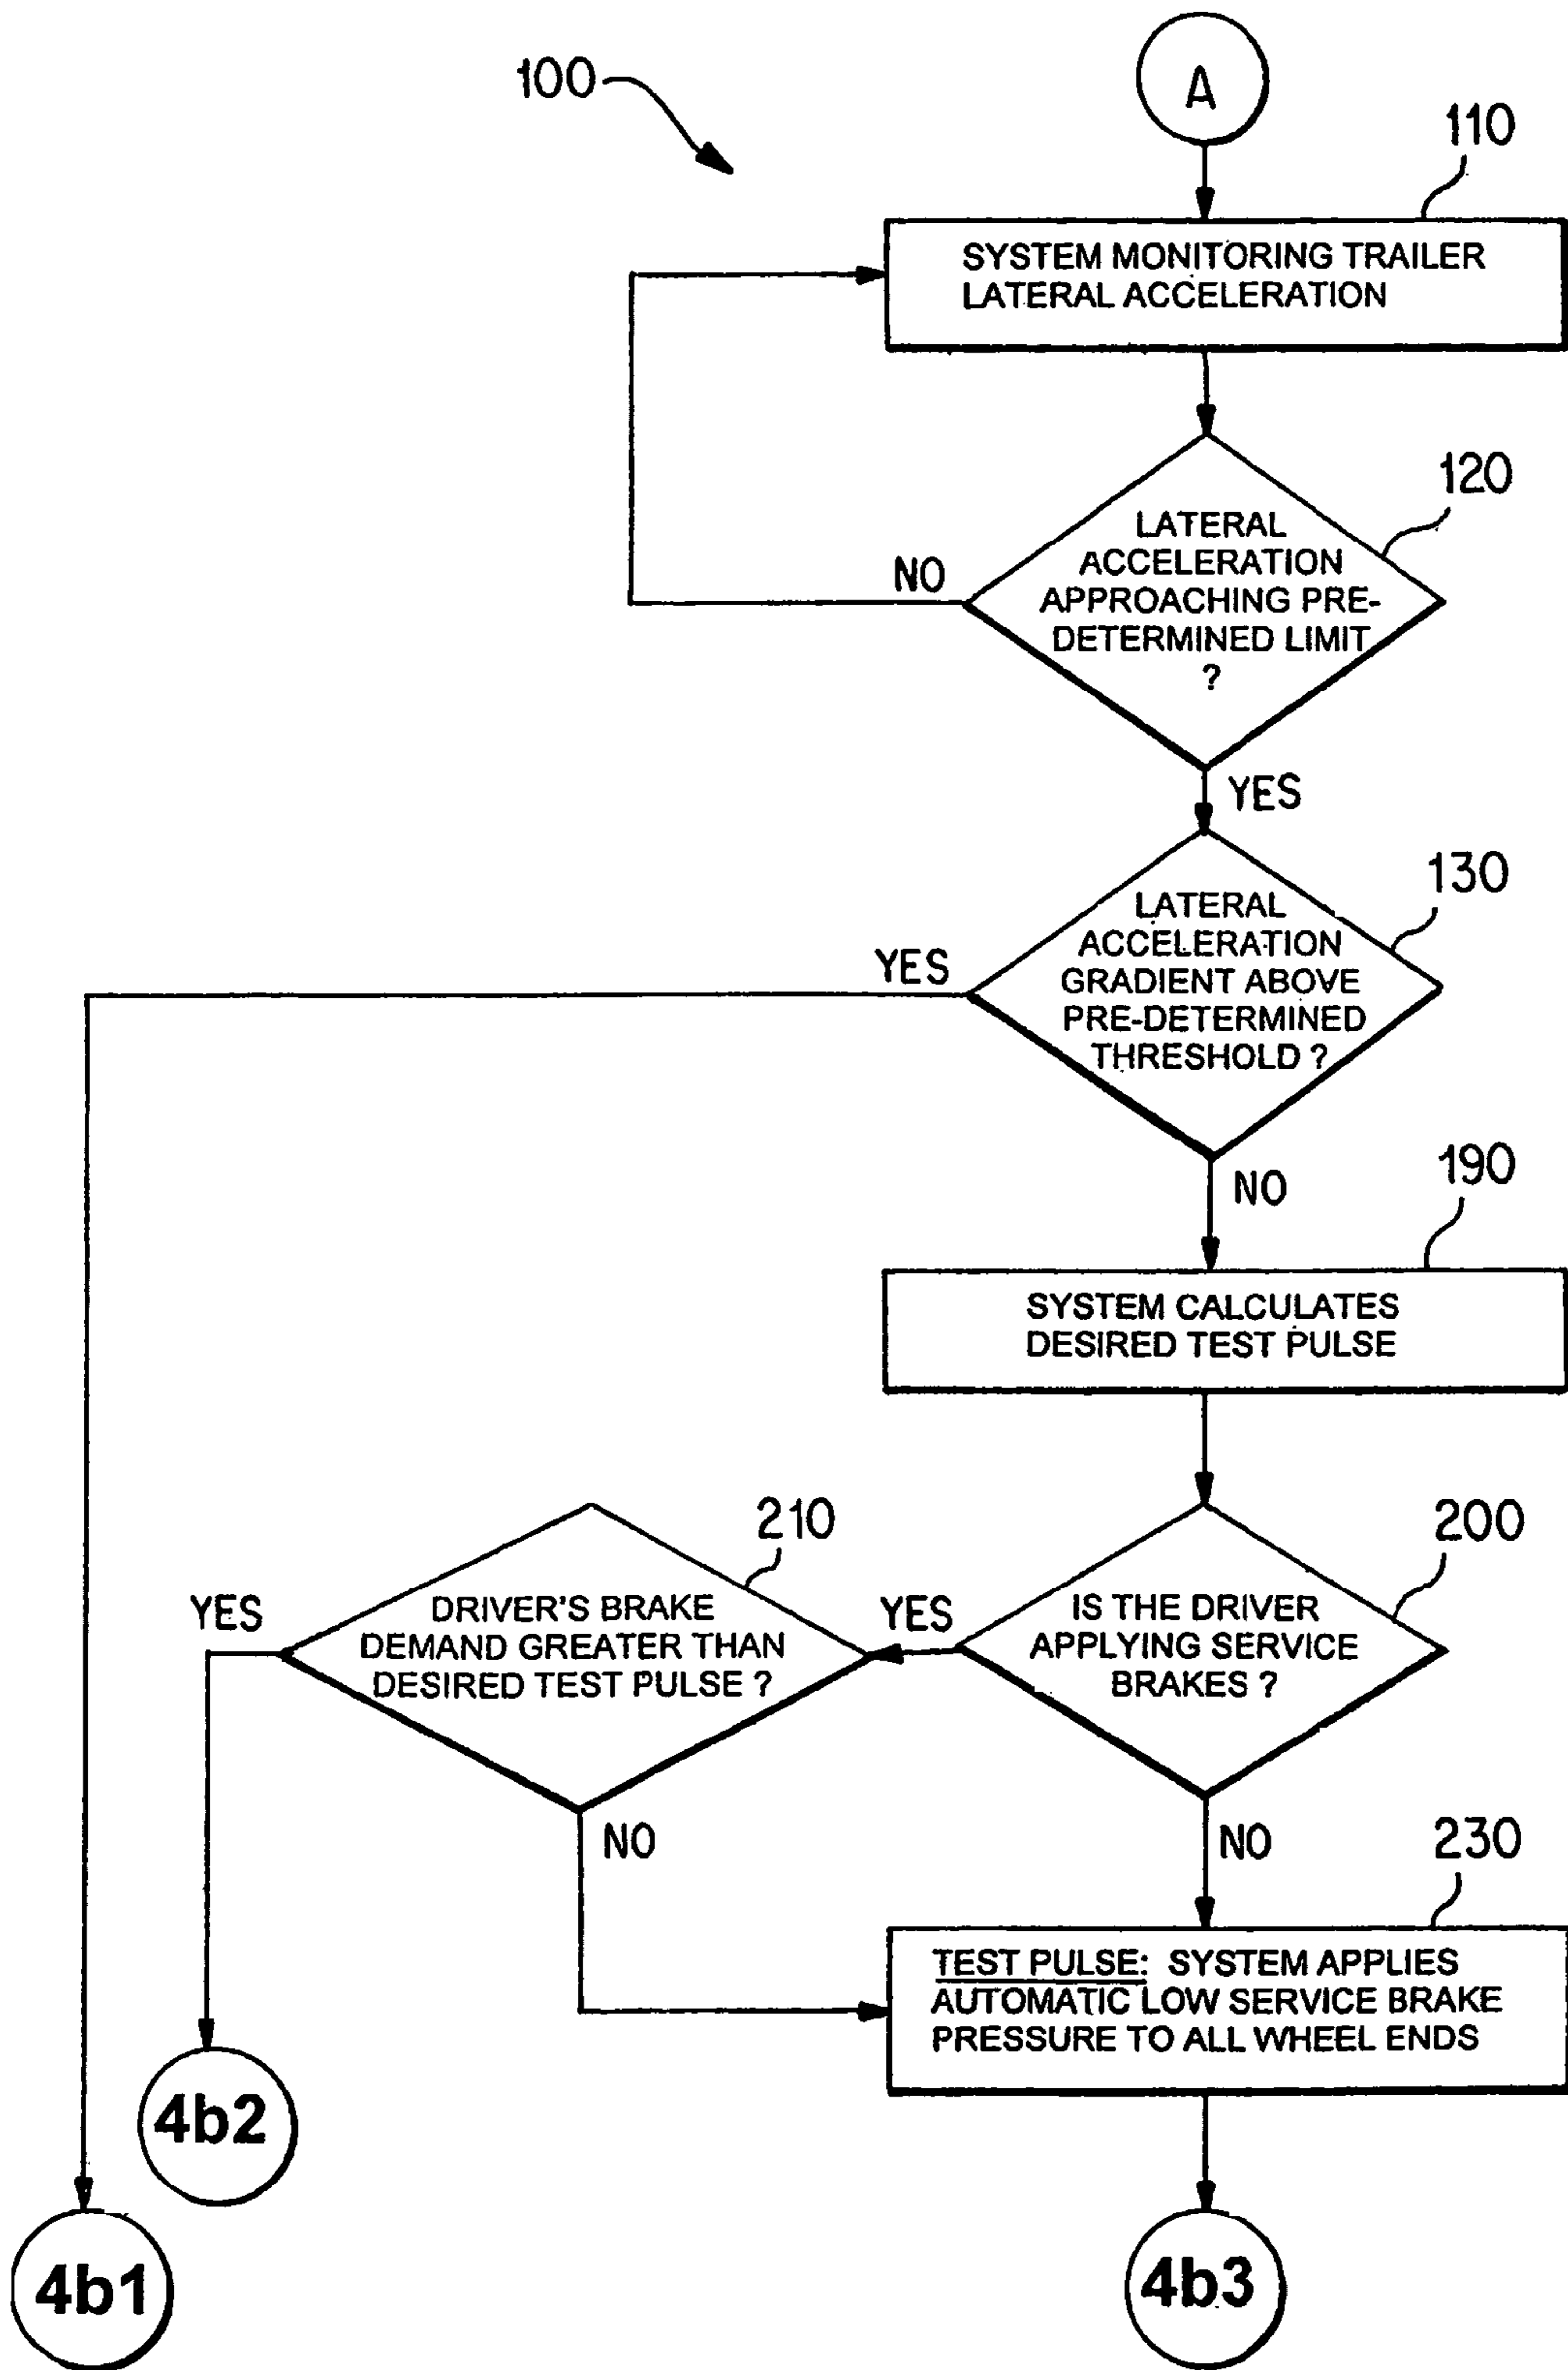 A
100
110
SYSTEM MONITORING TRAILER
LATERAL ACCELERATION
120
LATERAL
ACCELERATION
APPROACHING PRE-
DETERMINED LIMIT
?
NO
YES
130
LATERAL
ACCELERATION
GRADIENT ABOVE
PRE-DETERMINED
THRESHOLD ?
YES
NO
190
SYSTEM CALCULATES
DESIRED TEST PULSE
200
IS THE DRIVER
APPLYING SERVICE
BRAKES ?
YES
NO
210
DRIVER'S BRAKE
DEMAND GREATER THAN
DESIRED TEST PULSE ?
YES
NO
230
TEST PULSE: SYSTEM APPLIES
AUTOMATIC LOW SERVICE BRAKE
PRESSURE TO ALL WHEEL ENDS
4b2
4b1
4b3